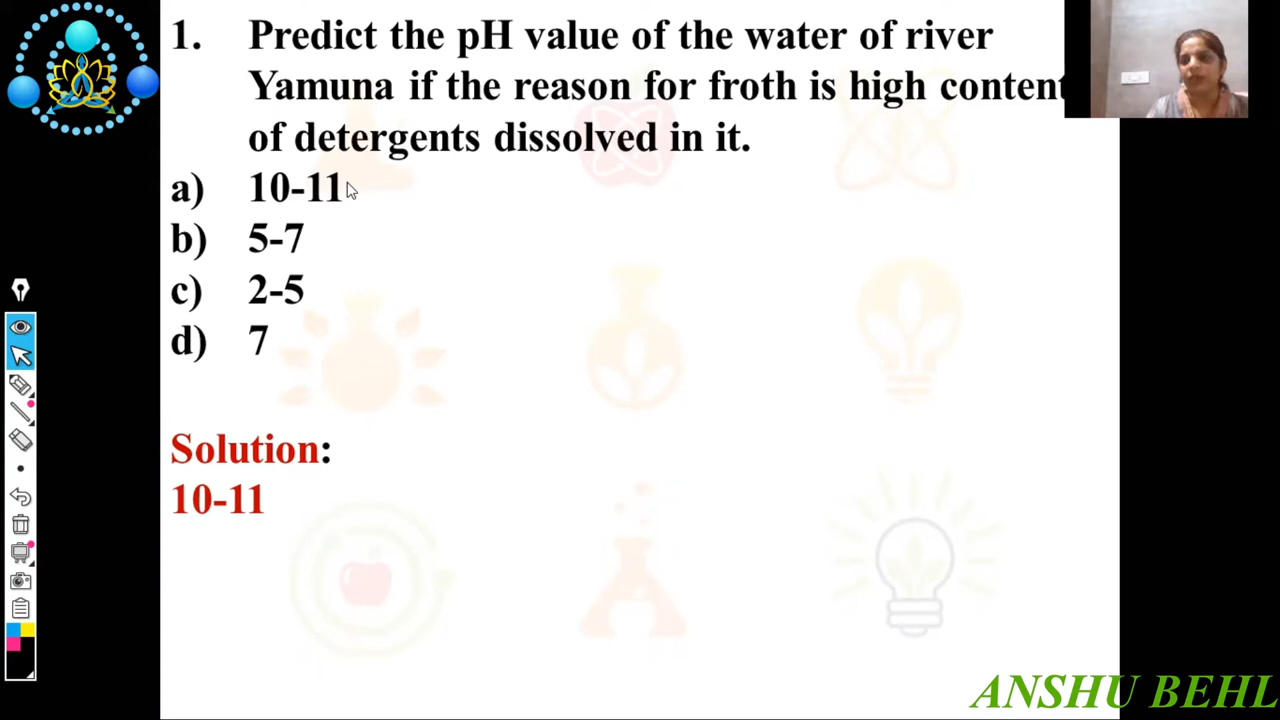 1. Predict the pH value of the water of river
Yamuna if the reason for froth is high content
of detergents dissolved in it.
a) 10-11
b) 5-7
c) 2-5
d) 7
Solution:
10-11
ANSHU BEHL